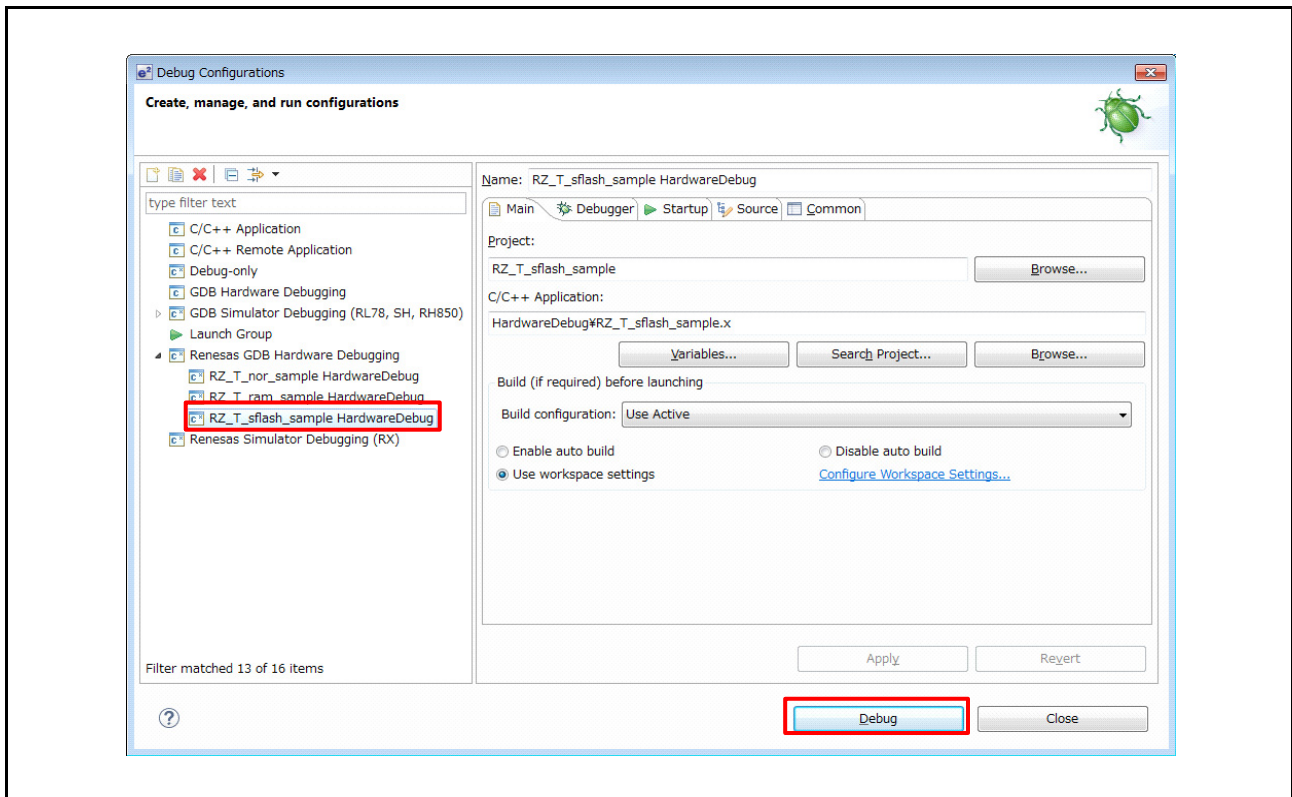 e² Debug Configurations
Create, manage, and run configurations
type filter text
C/C++ Application
C/C++ Remote Application
Debug-only
GDB Hardware Debugging
GDB Simulator Debugging (RL78, SH, RH850)
Launch Group
Renesas GDB Hardware Debugging
RZ_T_nor_sample HardwareDebug
RZ_T_ram_sample HardwareDebug
RZ_T_sflash_sample HardwareDebug
Renesas Simulator Debugging (RX)
Filter matched 13 of 16 items
Name: RZ_T_sflash_sample HardwareDebug
Main Debugger Startup Source Common
Project:
RZ_T_sflash_sample Browse...
C/C++ Application:
HardwareDebug¥RZ_T_sflash_sample.x
Variables... Search Project... Browse...
Build (if required) before launching
Build configuration: Use Active
Enable auto build Disable auto build
Use workspace settings Configure Workspace Settings...
Apply Revert
? Debug Close